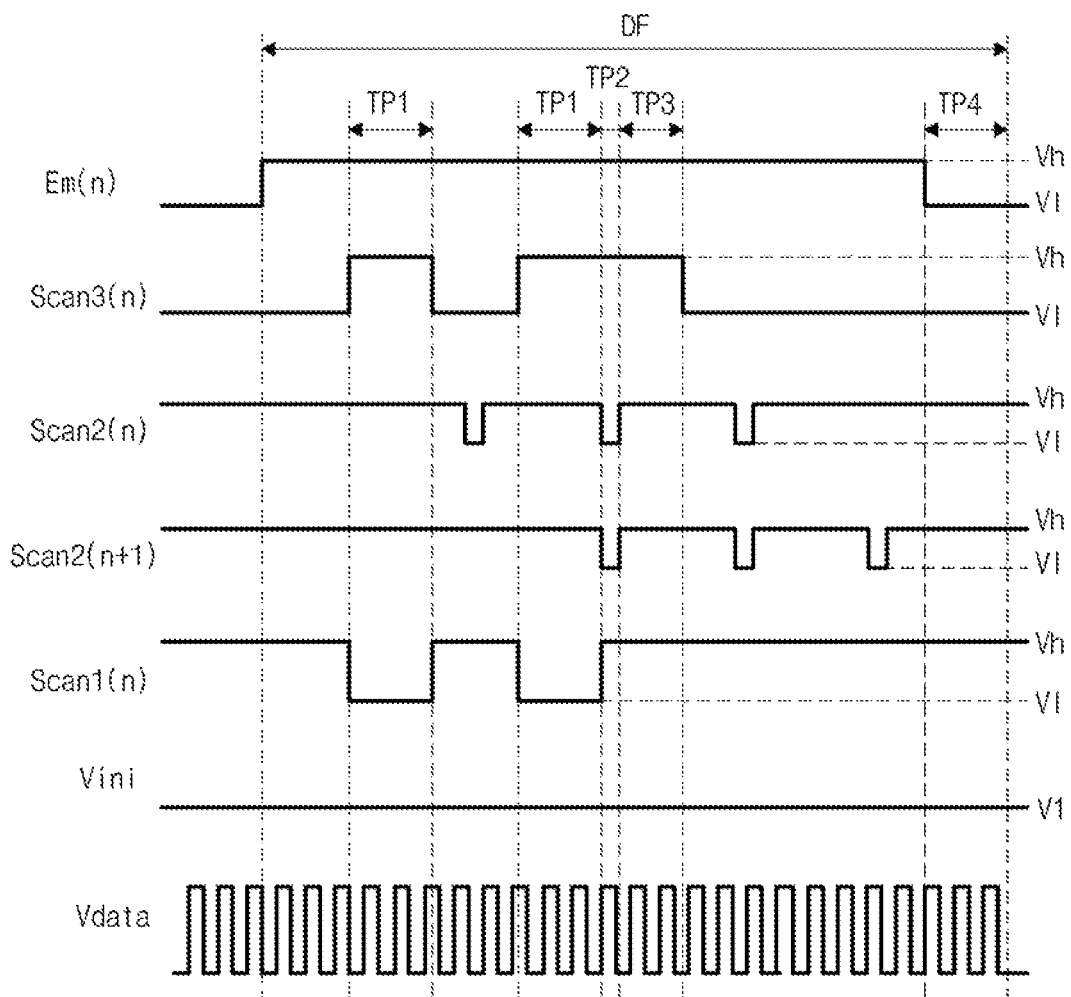 DF
TP2
TP1 TP1 TP3 TP4
Em(n) Vh
Vl
Scan3(n) Vh
Vl
Scan2(n) Vh
Vl
Scan2(n+1) Vh
Vl
Scan1(n) Vh
Vl
Vini
V1
Vdata